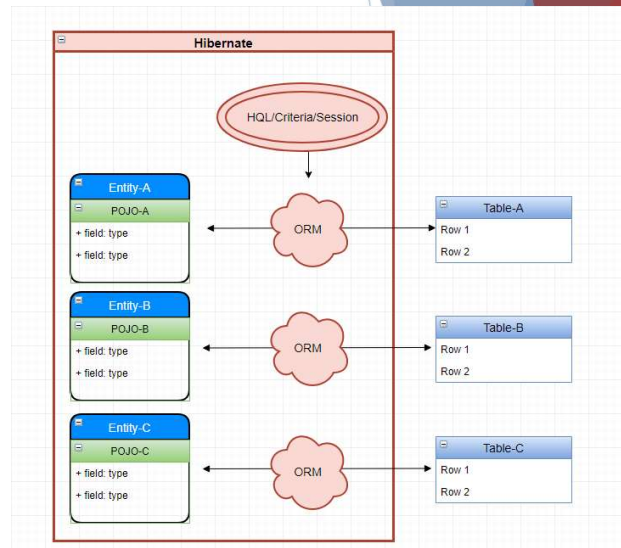 Hibernate
HQL/Criteria/Session
Entity-A
POJO-A
+ field: type
+ field: type
ORM
Table-A
Row 1
Row 2
Entity-B
POJO-B
+ field: type
+ field: type
ORM
Table-B
Row 1
Row 2
Entity-C
POJO-C
+ field: type
+ field: type
ORM
Table-C
Row 1
Row 2